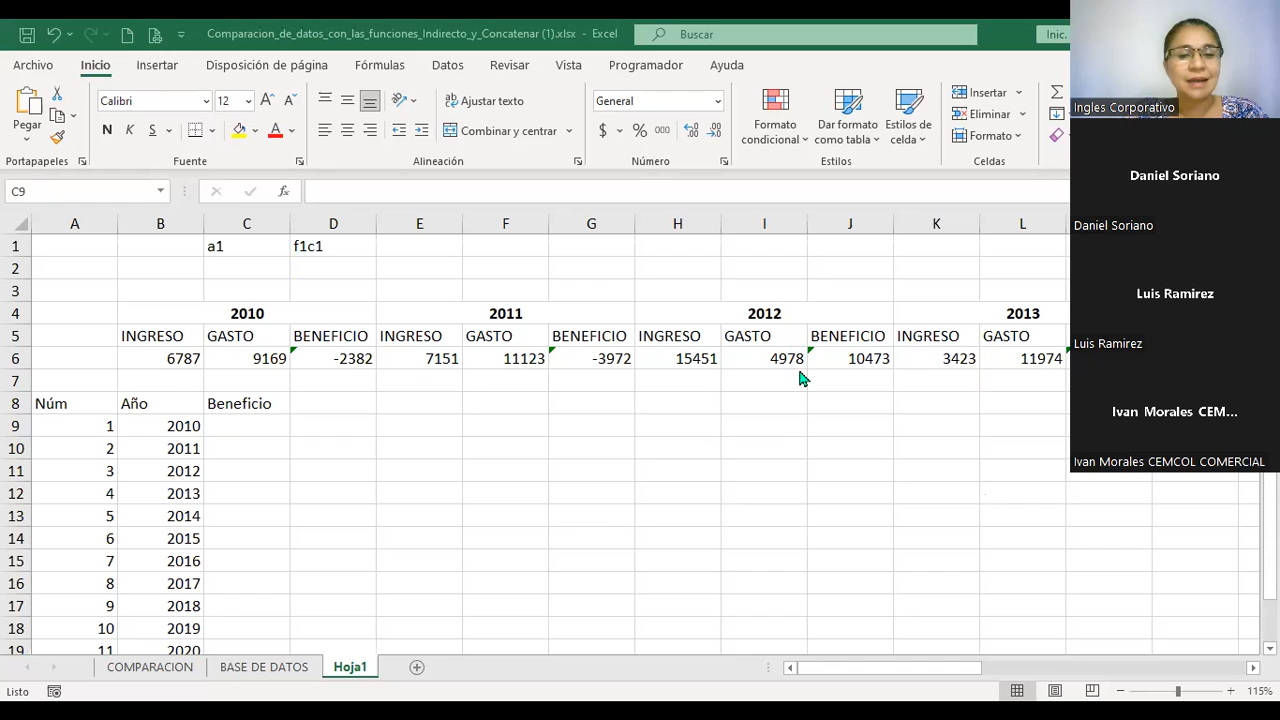 Comparacion_de_datos_con_las_funciones_Indirecto_y_Concatenar (1).xlsx - Excel
Buscar
Inic.
Archivo Inicio Insertar Disposición de página Fórmulas Datos Revisar Vista Programador Ayuda
Pegar
Calibri 12
N K S
Ajustar texto
Combinar y centrar
General
$ % 000
Formato condicional
Dar formato como tabla
Estilos de celda
Insertar
Eliminar
Formato
Portapapeles Fuente Alineación Número Estilos Celdas
C9 fx
A B C D E F G H I J K L
1 a1 f1c1
2
3
4 2010 2011 2012 2013
5 INGRESO GASTO BENEFICIO INGRESO GASTO BENEFICIO INGRESO GASTO BENEFICIO INGRESO GASTO
6 6787 9169 -2382 7151 11123 -3972 15451 4978 10473 3423 11974
7
8 Núm Año Beneficio
9 1 2010
10 2 2011
11 3 2012
12 4 2013
13 5 2014
14 6 2015
15 7 2016
16 8 2017
17 9 2018
18 10 2019
19 11 2020
COMPARACION BASE DE DATOS Hoja1
Listo
115%
Ingles Corporativo
Daniel Soriano
Daniel Soriano
Luis Ramirez
Luis Ramirez
Ivan Morales CEM...
Ivan Morales CEMCOL COMERCIAL